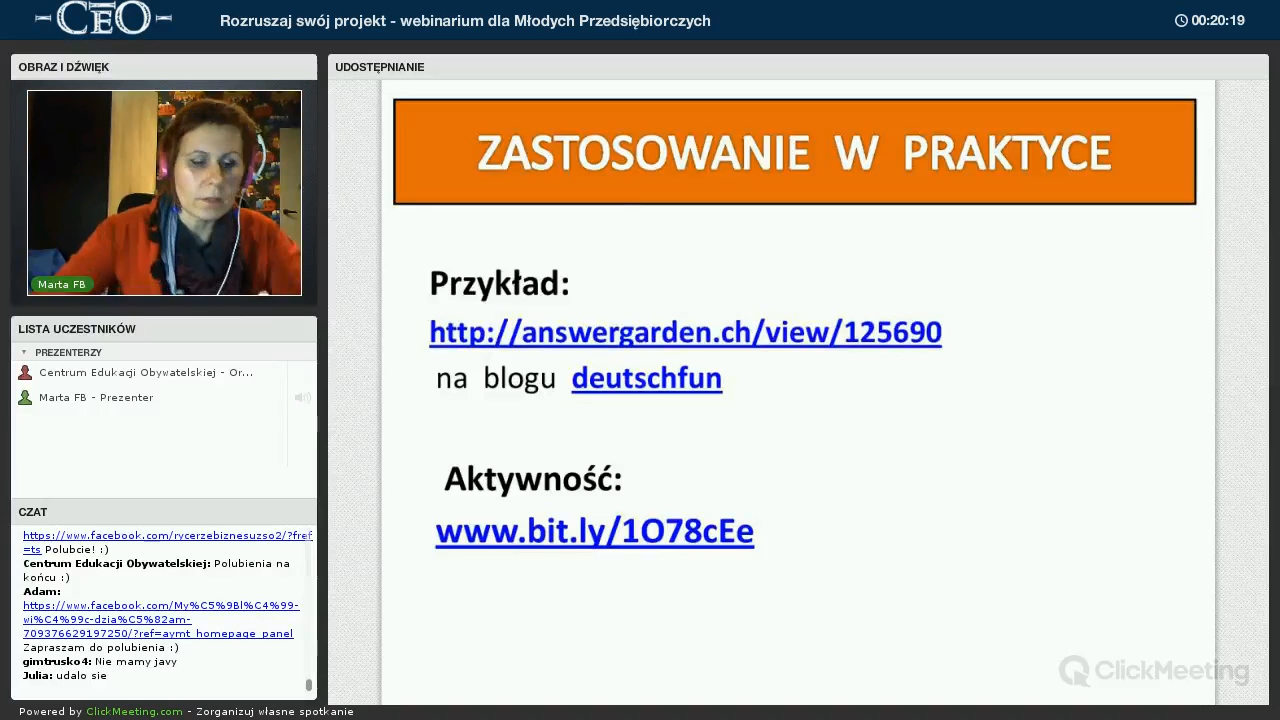 CEO
Rozruszaj swój projekt - webinarium dla Młodych Przedsiębiorczych
00:20:19
OBRAZ I DŹWIĘK
Marta FB
LISTA UCZESTNIKÓW
PREZENTERZY
Centrum Edukacji Obywatelskiej - Or...
Marta FB - Prezenter
CZAT
https://www.facebook.com/rycerzebiznesuzso2/?fref
=ts Polubcie! :)
Centrum Edukacji Obywatelskiej: Polubienia na
końcu :)
Adam:
https://www.facebook.com/My%C5%9Bl%C4%99-
wi%C4%99c-dzia%C5%82am-
709376629197250/?ref=aymt_homepage_panel
Zapraszam do polubienia :)
gimtrusko4: Nie mamy javy
Julia: udalo sie
UDOSTĘPNIANIE
ZASTOSOWANIE W PRAKTYCE
Przykład:
http://answergarden.ch/view/125690
na blogu deutschfun
Aktywność:
www.bit.ly/1O78cEe
ClickMeeting
Powered by ClickMeeting.com - Zorganizuj własne spotkanie